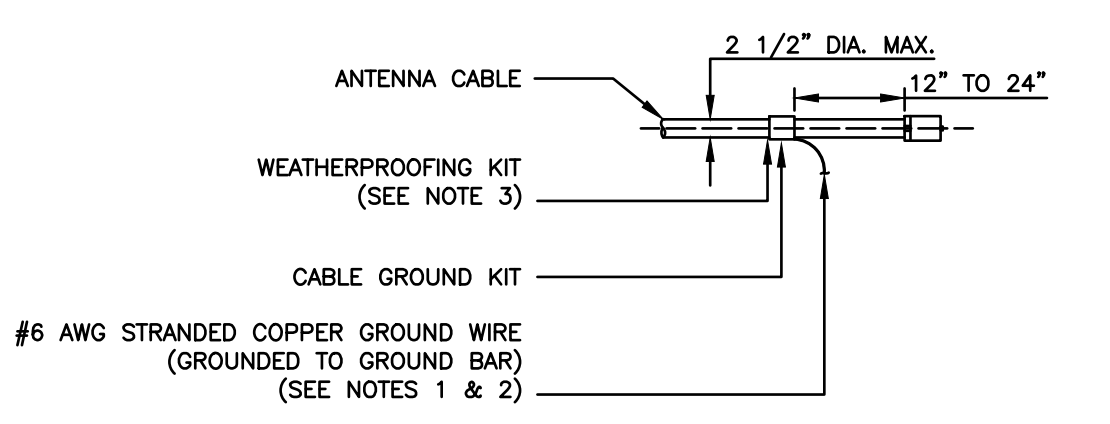 2 1/2" DIA. MAX.
ANTENNA CABLE
12" TO 24"
WEATHERPROOFING KIT
(SEE NOTE 3)
CABLE GROUND KIT
#6 AWG STRANDED COPPER GROUND WIRE
(GROUNDED TO GROUND BAR)
(SEE NOTES 1 & 2)